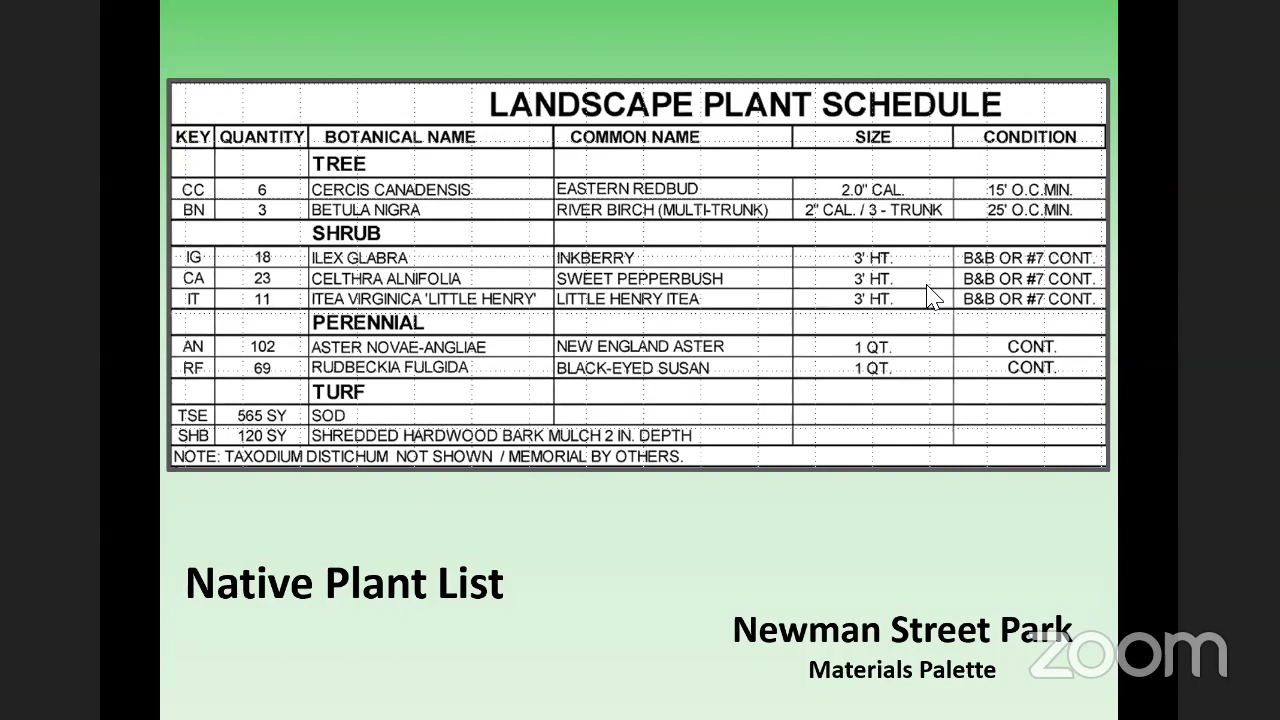 LANDSCAPE PLANT SCHEDULE
KEY QUANTITY BOTANICAL NAME COMMON NAME SIZE CONDITION
TREE
CC 6 CERCIS CANADENSIS EASTERN REDBUD 2.0" CAL. 15' O.C.MIN.
BN 3 BETULA NIGRA RIVER BIRCH (MULTI-TRUNK) 2" CAL. / 3 - TRUNK 25' O.C.MIN.
SHRUB
IG 18 ILEX GLABRA INKBERRY 3' HT. B&B OR #7 CONT.
CA 23 CELTHRA ALNIFOLIA SWEET PEPPERBUSH 3' HT. B&B OR #7 CONT.
IT 11 ITEA VIRGINICA 'LITTLE HENRY' LITTLE HENRY ITEA 3' HT. B&B OR #7 CONT.
PERENNIAL
AN 102 ASTER NOVAE-ANGLIAE NEW ENGLAND ASTER 1 QT. CONT.
RF 69 RUDBECKIA FULGIDA BLACK-EYED SUSAN 1 QT. CONT.
TURF
TSE 565 SY SOD
SHB 120 SY SHREDDED HARDWOOD BARK MULCH 2 IN. DEPTH
NOTE: TAXODIUM DISTICHUM NOT SHOWN / MEMORIAL BY OTHERS.
Native Plant List
Newman Street Park
Materials Palette
zoom